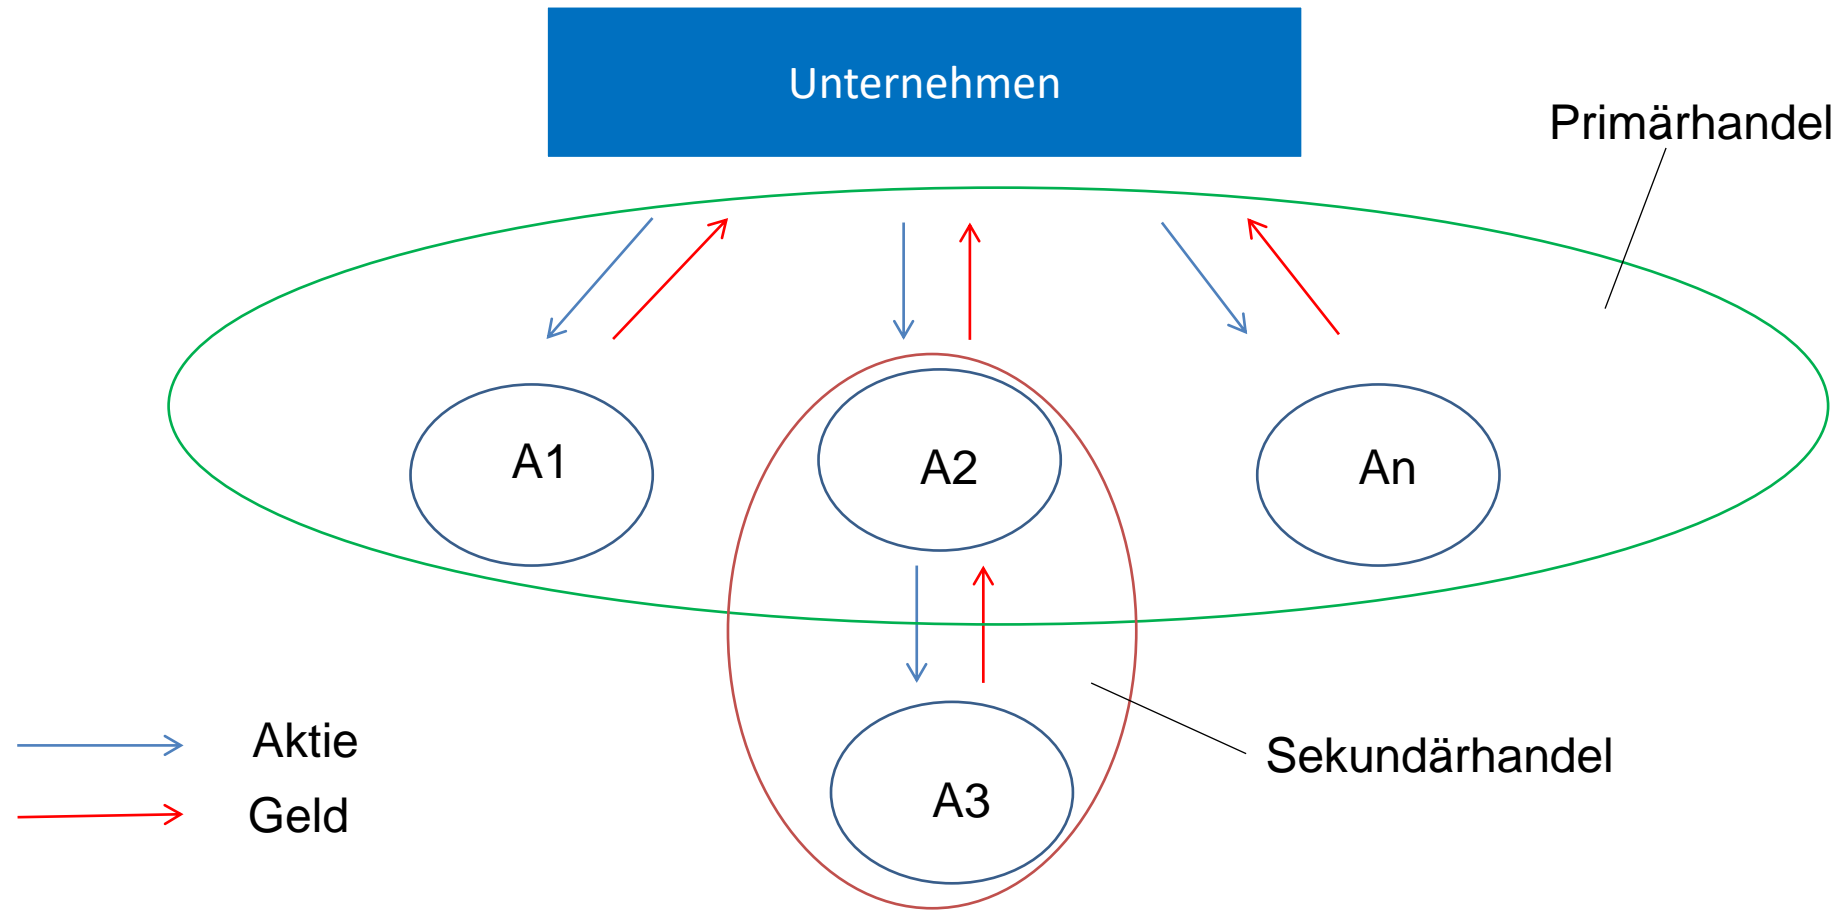 Unternehmen
Primärhandel
A1
A2
An
Aktie
Sekundärhandel
A3
Geld